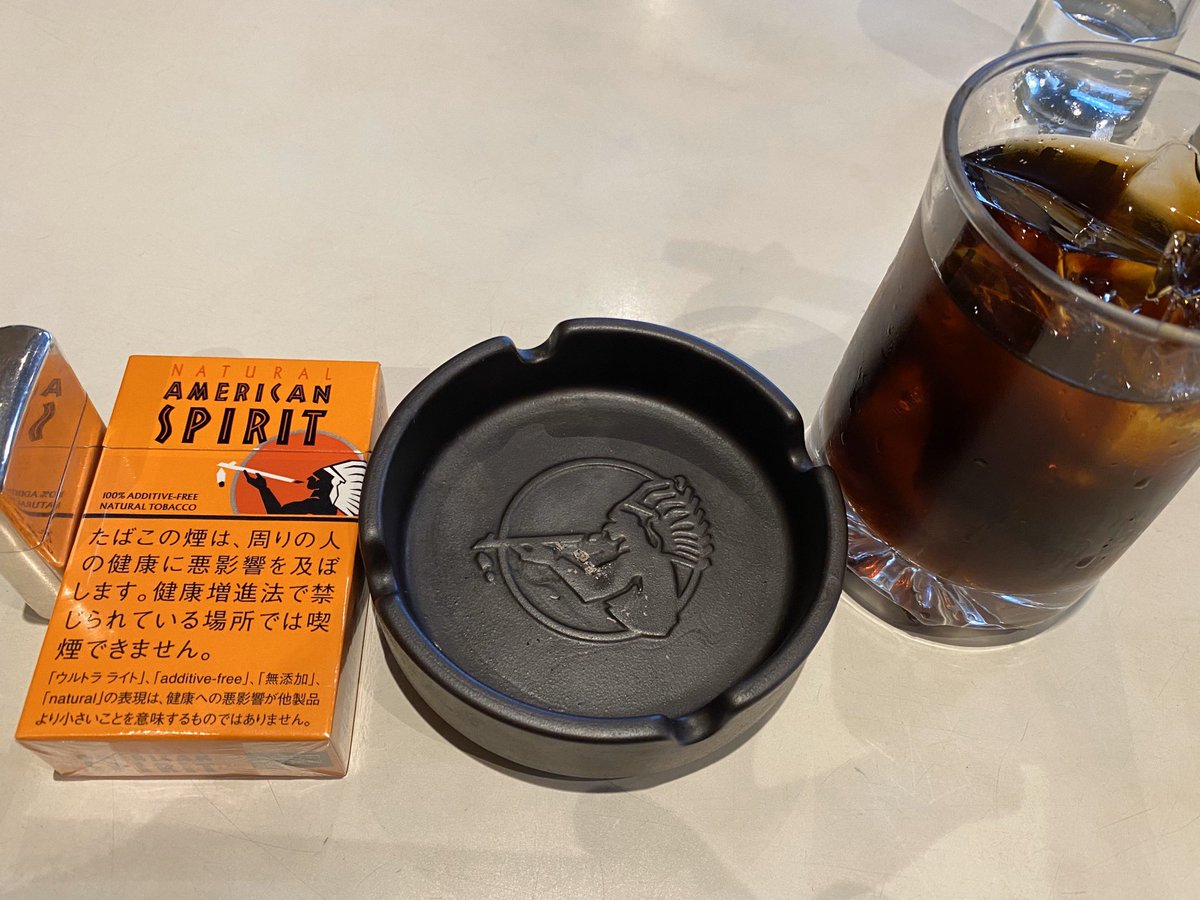 NATURAL
AMERICAN
SPIRIT
100% ADDITIVE-FREE
NATURAL TOBACCO
たばこの煙は、周りの人
の健康に悪影響を及ぼ
します。健康増進法で禁
じられている場所では喫
煙できません。
「ウルトラ ライト」、「additive-free」、「無添加」、
「natural」の表現は、健康への悪影響が他製品
より小さいことを意味するものではありません。